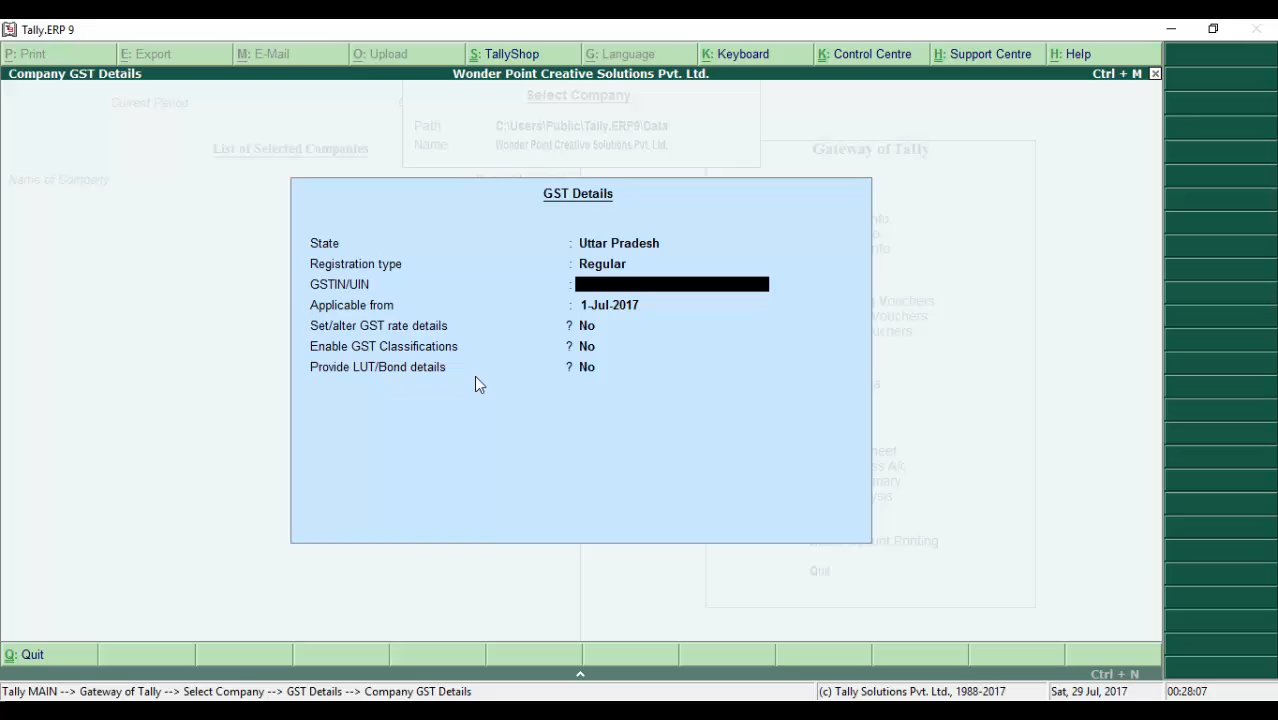 Tally.ERP 9
P: Print E: Export M: E-Mail O: Upload S: TallyShop G: Language K: Keyboard K: Control Centre H: Support Centre H: Help
Company GST Details Wonder Point Creative Solutions Pvt. Ltd. Ctrl + M
Current Period
Select Company
Path C:\Users\Public\Tally.ERP9\Data
Name Wonder Point Creative Solutions Pvt. Ltd.
List of Selected Companies
Gateway of Tally
Name of Company
GST Details
State : Uttar Pradesh
Registration type : Regular
GSTIN/UIN :
Applicable from : 1-Jul-2017
Set/alter GST rate details ? No
Enable GST Classifications ? No
Provide LUT/Bond details ? No
Vouchers
Vouchers
Printing
Quit
Q: Quit
Ctrl + N
Tally MAIN --> Gateway of Tally --> Select Company --> GST Details --> Company GST Details (c) Tally Solutions Pvt. Ltd., 1988-2017 Sat, 29 Jul, 2017 00:28:07